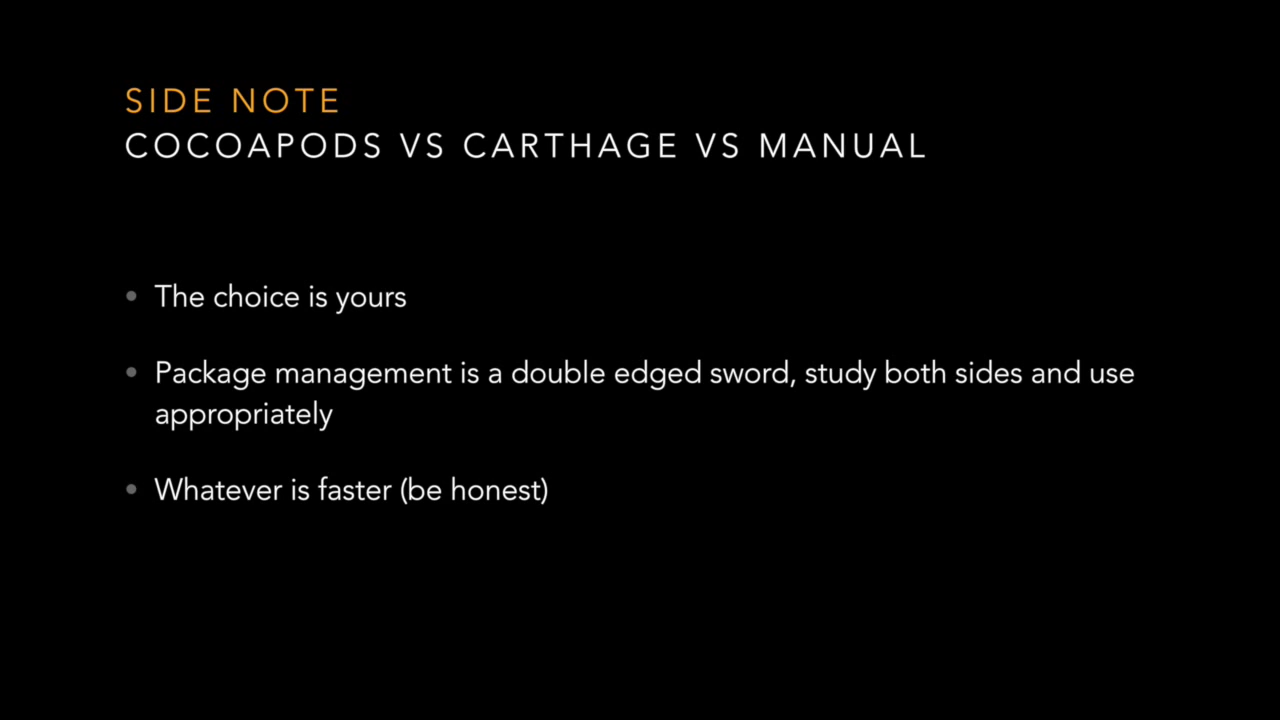 SIDE NOTE
COCOAPODS VS CARTHAGE VS MANUAL
• The choice is yours
• Package management is a double edged sword, study both sides and use
appropriately
• Whatever is faster (be honest)